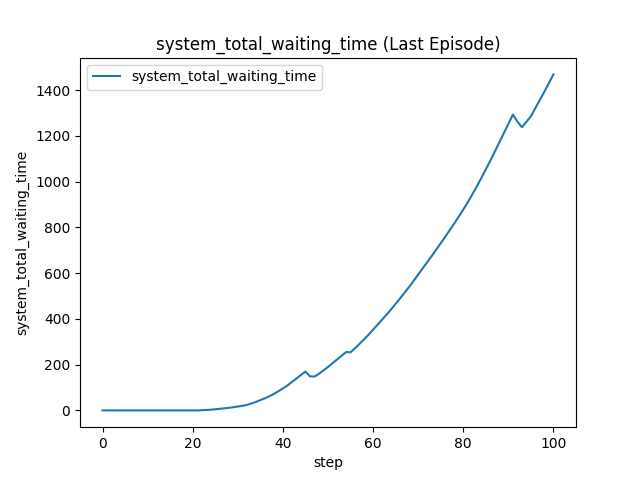 system_total_waiting_time (Last Episode)
system_total_waiting_time
system_total_waiting_time
1400
1200
1000
800
600
400
200
0
0 20 40 60 80 100
step